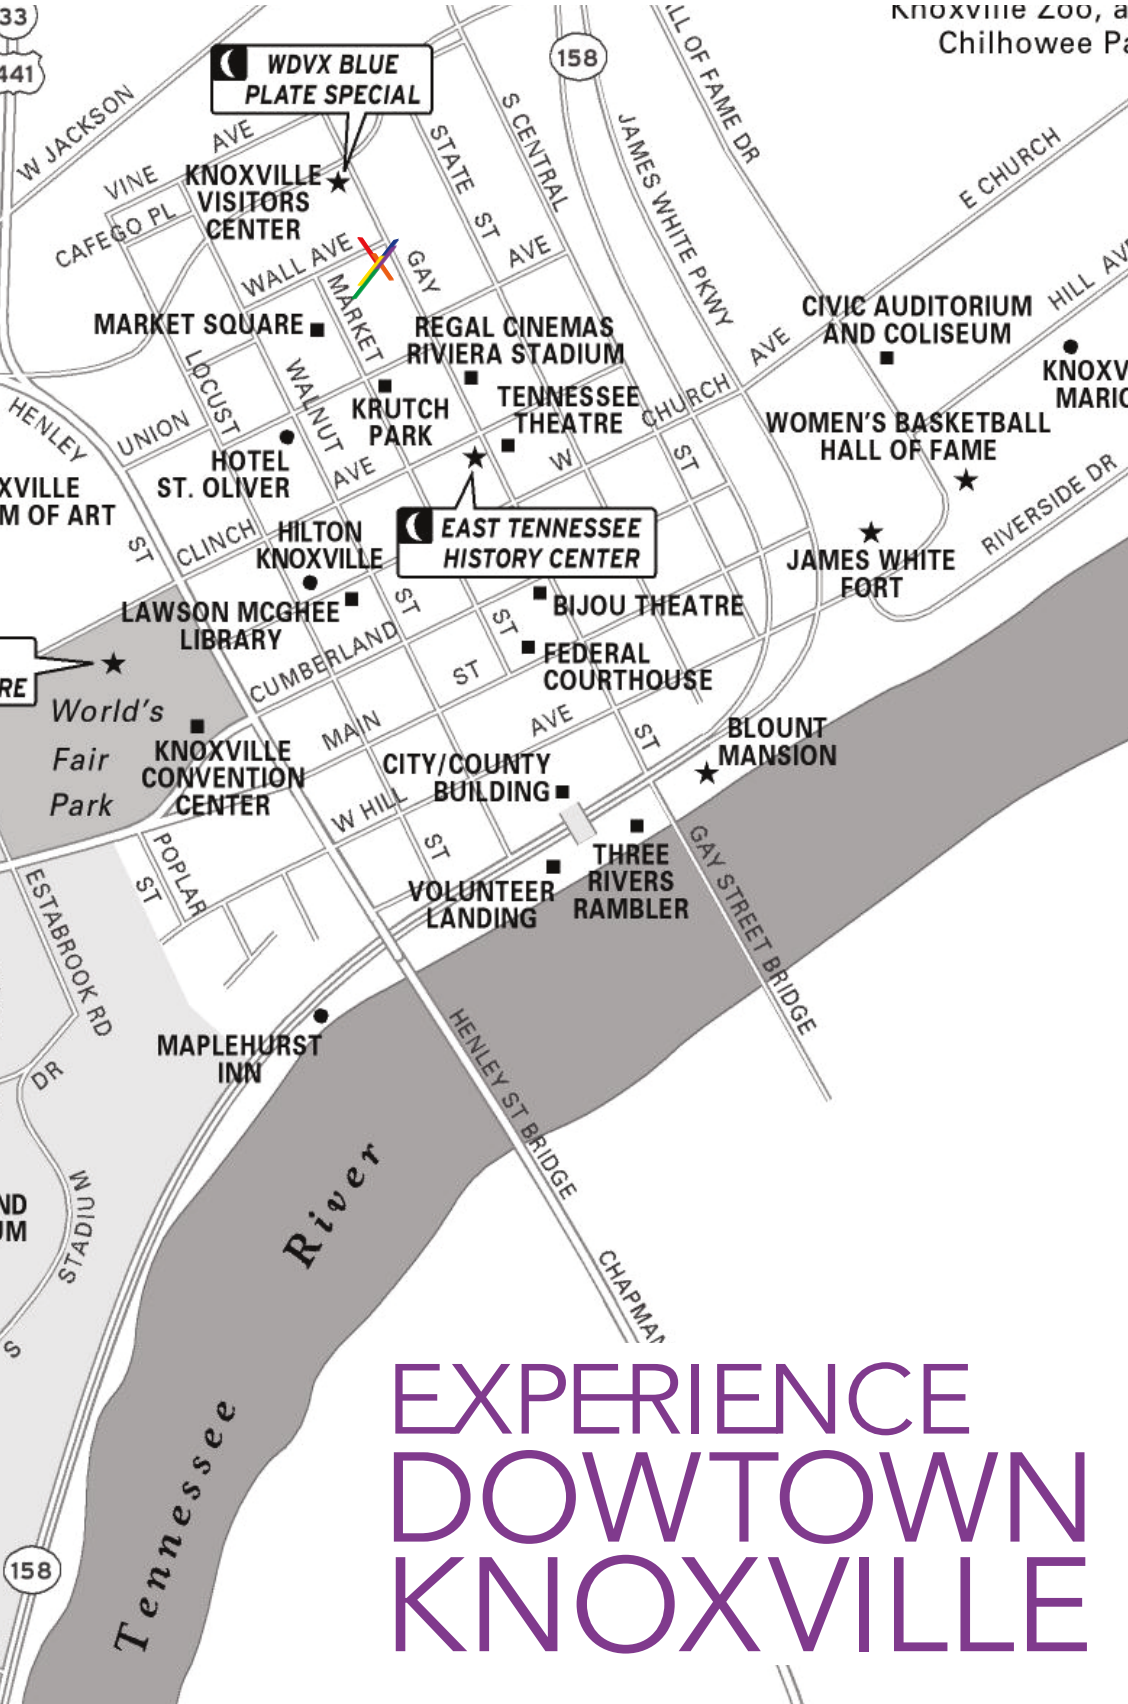 33
441
W JACKSON
WDVX BLUE
PLATE SPECIAL
158
HALL OF FAME DR
Knoxville Zoo, a
Chilhowee Pa
VINE AVE
CAFEGO PL
KNOXVILLE
VISITORS
CENTER
STATE ST
S CENTRAL
JAMES WHITE PKWY
E CHURCH
WALL AVE
GAY
AVE
HILL AVE
MARKET
MARKET SQUARE
REGAL CINEMAS
RIVIERA STADIUM
CIVIC AUDITORIUM
AND COLISEUM
AVE
KNOXV
MARIO
LOCUST
WALNUT
KRUTCH
PARK
TENNESSEE
THEATRE
CHURCH
W
WOMEN'S BASKETBALL
HALL OF FAME
HENLEY
UNION
AVE
HOTEL
ST. OLIVER
ST
XVILLE
M OF ART
RIVERSIDE DR
ST
CLINCH
HILTON
KNOXVILLE
EAST TENNESSEE
HISTORY CENTER
JAMES WHITE
FORT
LAWSON MCGHEE
LIBRARY
ST
BIJOU THEATRE
CUMBERLAND
ST
ST
FEDERAL
COURTHOUSE
RE
World's
Fair
Park
KNOXVILLE
CONVENTION
CENTER
MAIN
AVE
ST
BLOUNT
MANSION
CITY/COUNTY
BUILDING
W HILL
ST
POPLAR
ST
VOLUNTEER
LANDING
THREE
RIVERS
RAMBLER
GAY STREET BRIDGE
ESTABROOK RD
MAPLEHURST
INN
HENLEY ST BRIDGE
DR
STADIUM
ND
UM
S
River
CHAPMAN
Tennessee
158
EXPERIENCE
DOWTOWN
KNOXVILLE